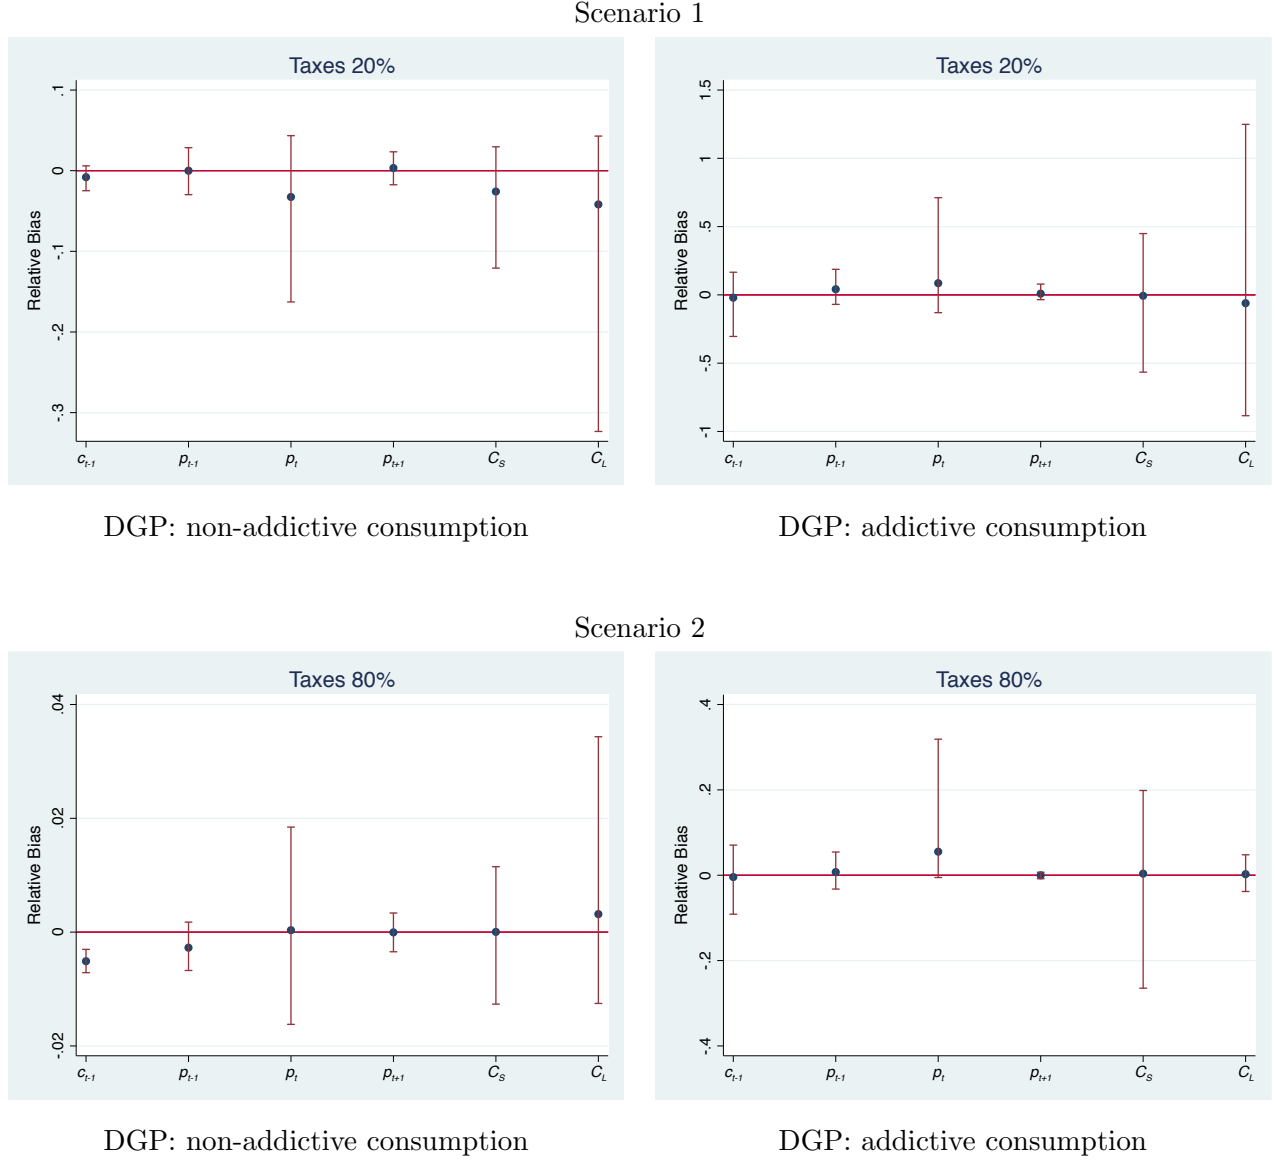 Scenario 1
Taxes 20%
Relative Bias
.1
0
-.1
-.2
-.3
c_{t-1} p_{t-1} p_t p_{t+1} C_S C_L
DGP: non-addictive consumption
Taxes 20%
Relative Bias
1.5
1
.5
0
-.5
-1
c_{t-1} p_{t-1} p_t p_{t+1} C_S C_L
DGP: addictive consumption
Scenario 2
Taxes 80%
Relative Bias
.04
.02
0
-.02
c_{t-1} p_{t-1} p_t p_{t+1} C_S C_L
DGP: non-addictive consumption
Taxes 80%
Relative Bias
.4
.2
0
-.2
-.4
c_{t-1} p_{t-1} p_t p_{t+1} C_S C_L
DGP: addictive consumption